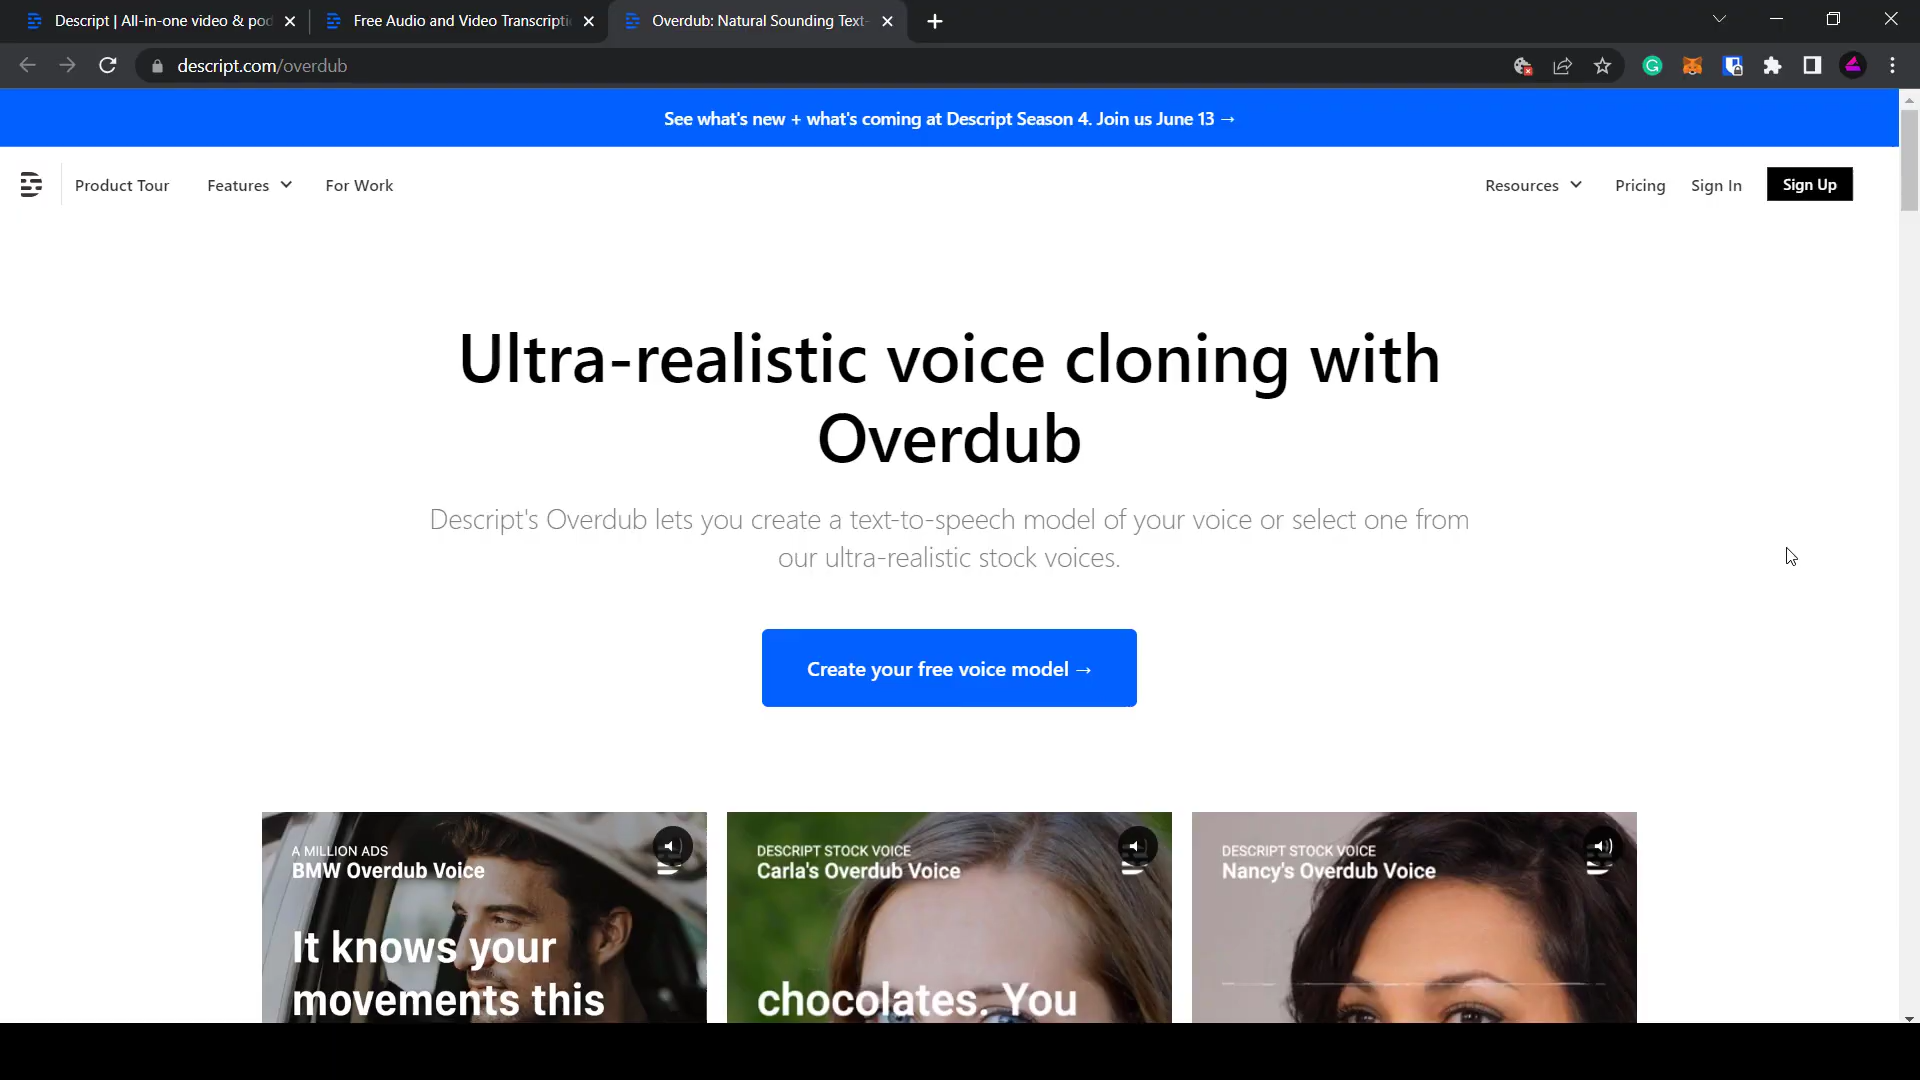 Descript | All-in-one video & pod
Free Audio and Video Transcripti
Overdub: Natural Sounding Text-
descript.com/overdub
See what's new + what's coming at Descript Season 4. Join us June 13 →
Product Tour
Features
For Work
Resources
Pricing
Sign In
Sign Up
Ultra-realistic voice cloning with
Overdub
Descript's Overdub lets you create a text-to-speech model of your voice or select one from
our ultra-realistic stock voices.
Create your free voice model →
A MILLION ADS
BMW Overdub Voice
It knows your
movements this
DESCRIPT STOCK VOICE
Carla's Overdub Voice
chocolates. You
DESCRIPT STOCK VOICE
Nancy's Overdub Voice